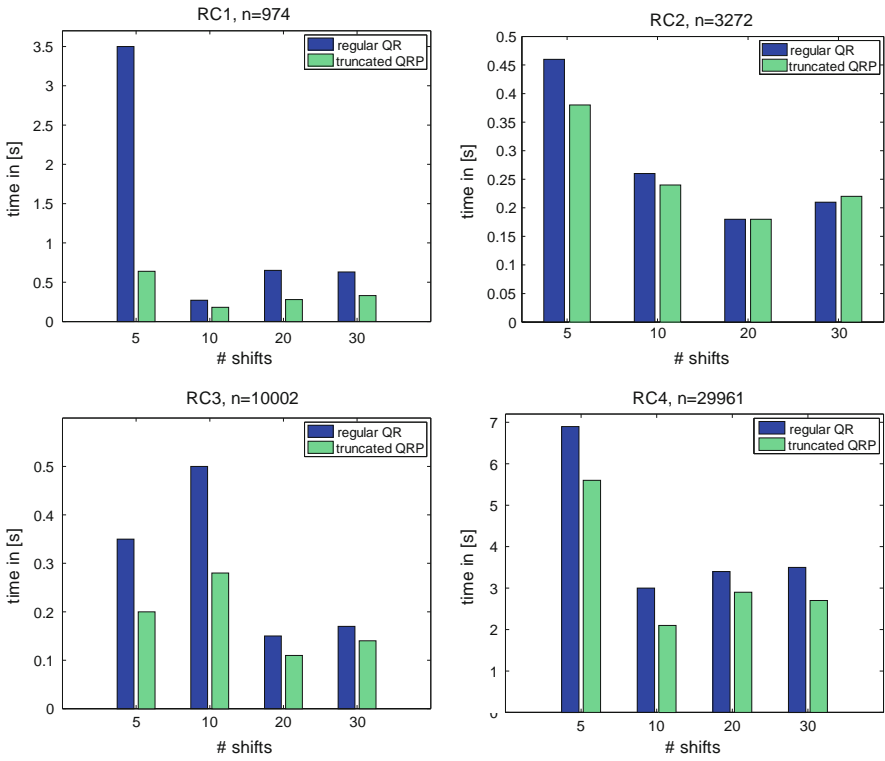 RC1, n=974
regular QR
truncated QRP
time in [s]
3.5
3
2.5
2
1.5
1
0.5
0
5 10 20 30
# shifts
RC2, n=3272
regular QR
truncated QRP
time in [s]
0.5
0.45
0.4
0.35
0.3
0.25
0.2
0.15
0.1
0.05
0
5 10 20 30
# shifts
RC3, n=10002
regular QR
truncated QRP
time in [s]
0.5
0.4
0.3
0.2
0.1
0
5 10 20 30
# shifts
RC4, n=29961
regular QR
truncated QRP
time in [s]
7
6
5
4
3
2
1
0
5 10 20 30
# shifts